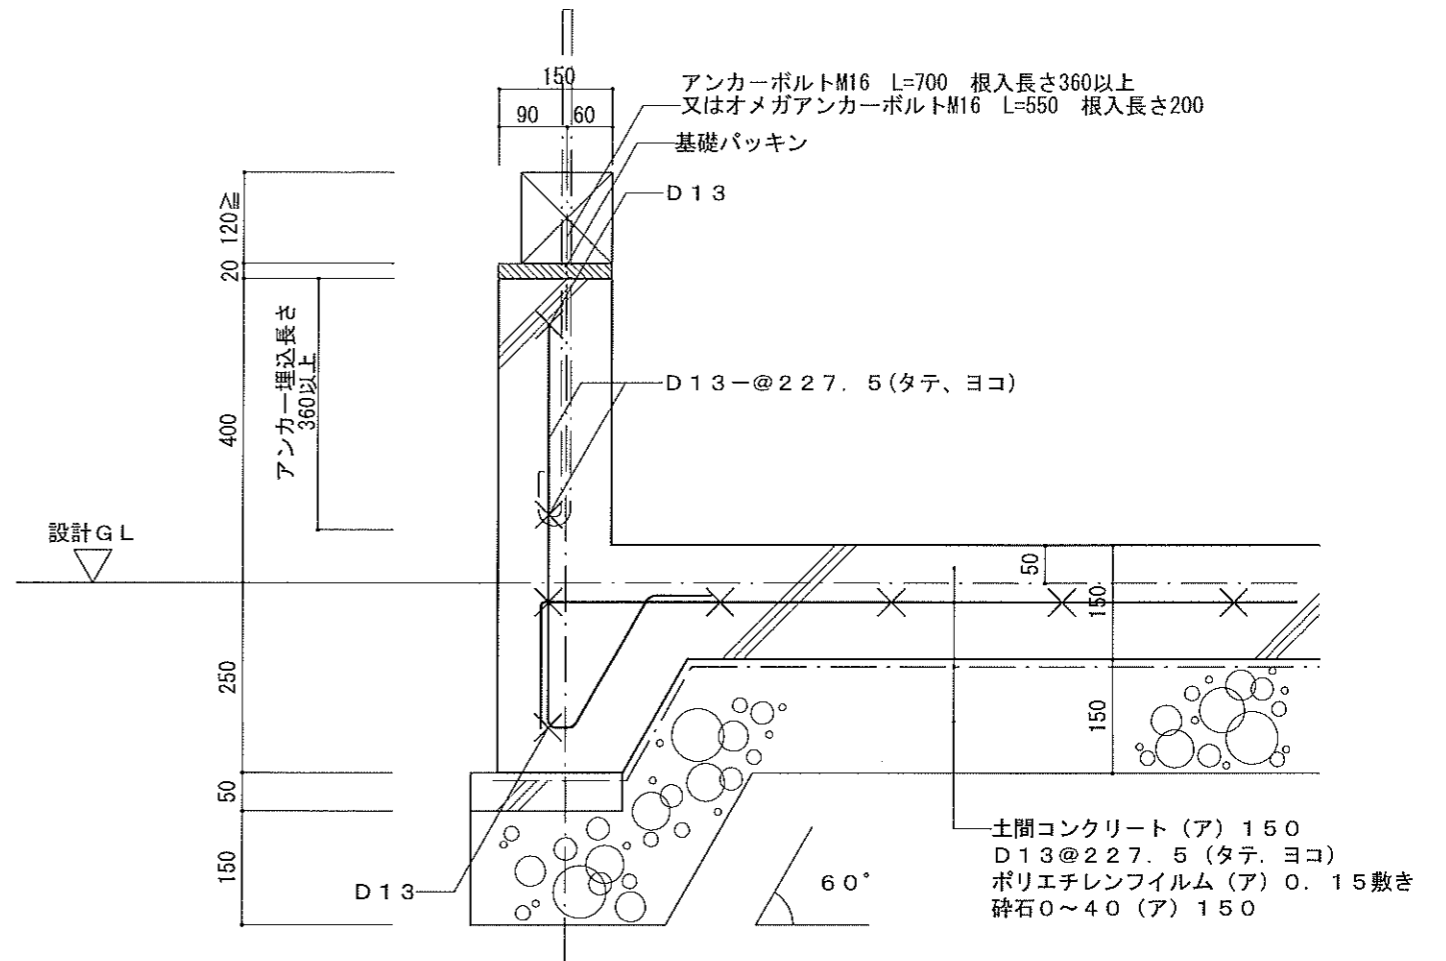 150
アンカーボルトM16 L=700 根入長さ360以上
90 60
又はオメガアンカーボルトM16 L=550 根入長さ200
基礎パッキン
D13
120≧
20
アンカー埋込長さ
360以上
D13−@227.5(タテ、ヨコ)
400
設計GL
50
150
250
150
50
150
D13
60°
土間コンクリート(ア)150
D13@227.5(タテ.ヨコ)
ポリエチレンフイルム(ア)0.15敷き
砕石0~40(ア)150